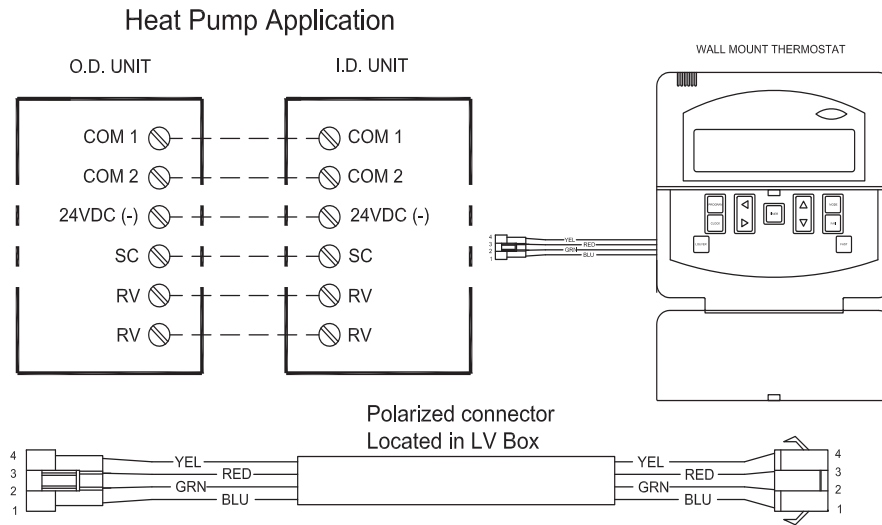 Heat Pump Application
O.D. UNIT
I.D. UNIT
WALL MOUNT THERMOSTAT
COM 1
COM 1
COM 2
COM 2
24VDC (-)
24VDC (-)
SC
SC
RV
RV
RV
RV
4
3
2
1
YEL
RED
GRN
BLU
PROGRAM
MODE
Polarized connector
Located in LV Box
4
3
2
1
YEL
RED
GRN
BLU
YEL
RED
GRN
BLU
4
3
2
1